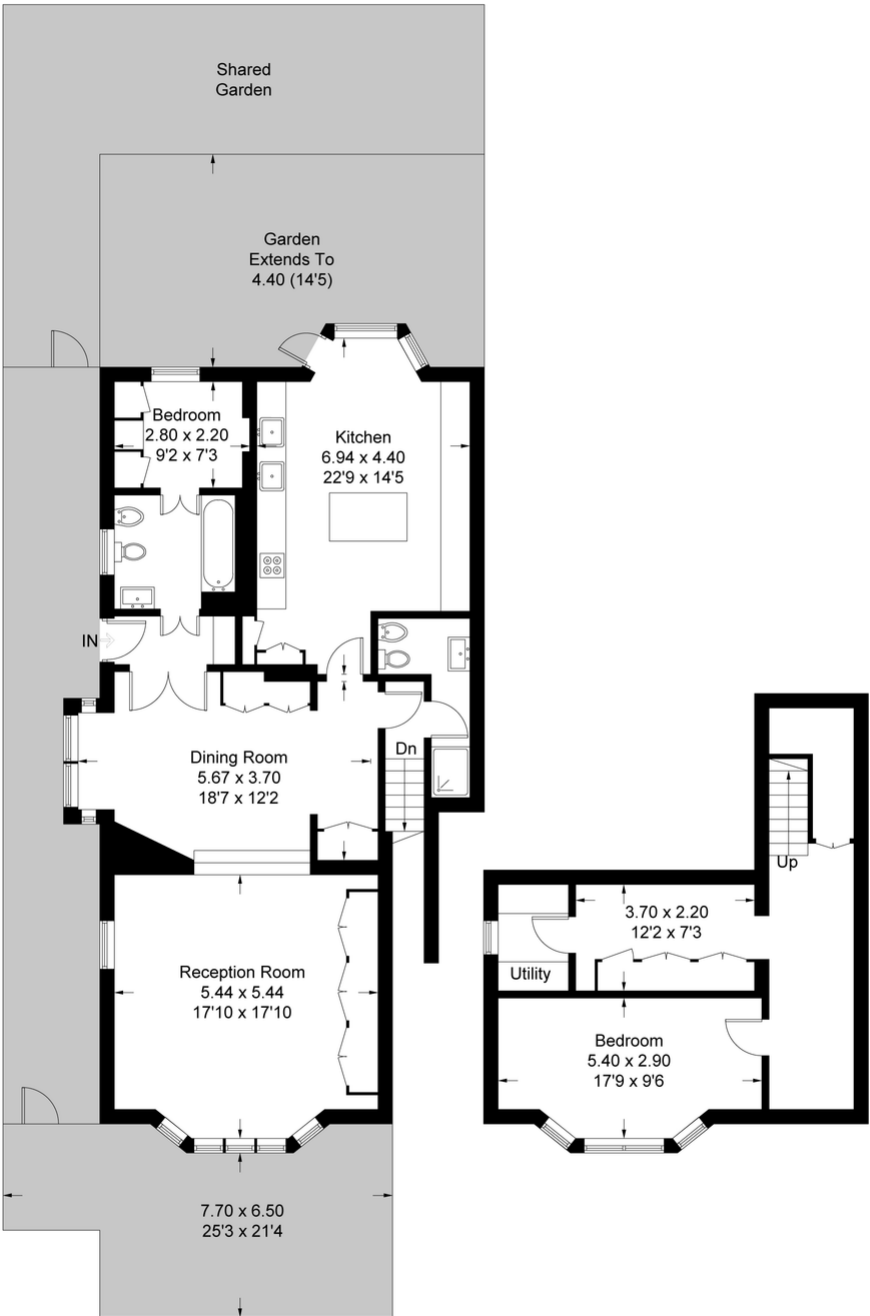 Shared
Garden
Garden
Extends To
4.40 (14'5)
Bedroom
2.80 x 2.20
9'2 x 7'3
Kitchen
6.94 x 4.40
22'9 x 14'5
IN
Dining Room
5.67 x 3.70
18'7 x 12'2
Dn
Reception Room
5.44 x 5.44
17'10 x 17'10
7.70 x 6.50
25'3 x 21'4
Up
3.70 x 2.20
12'2 x 7'3
Utility
Bedroom
5.40 x 2.90
17'9 x 9'6